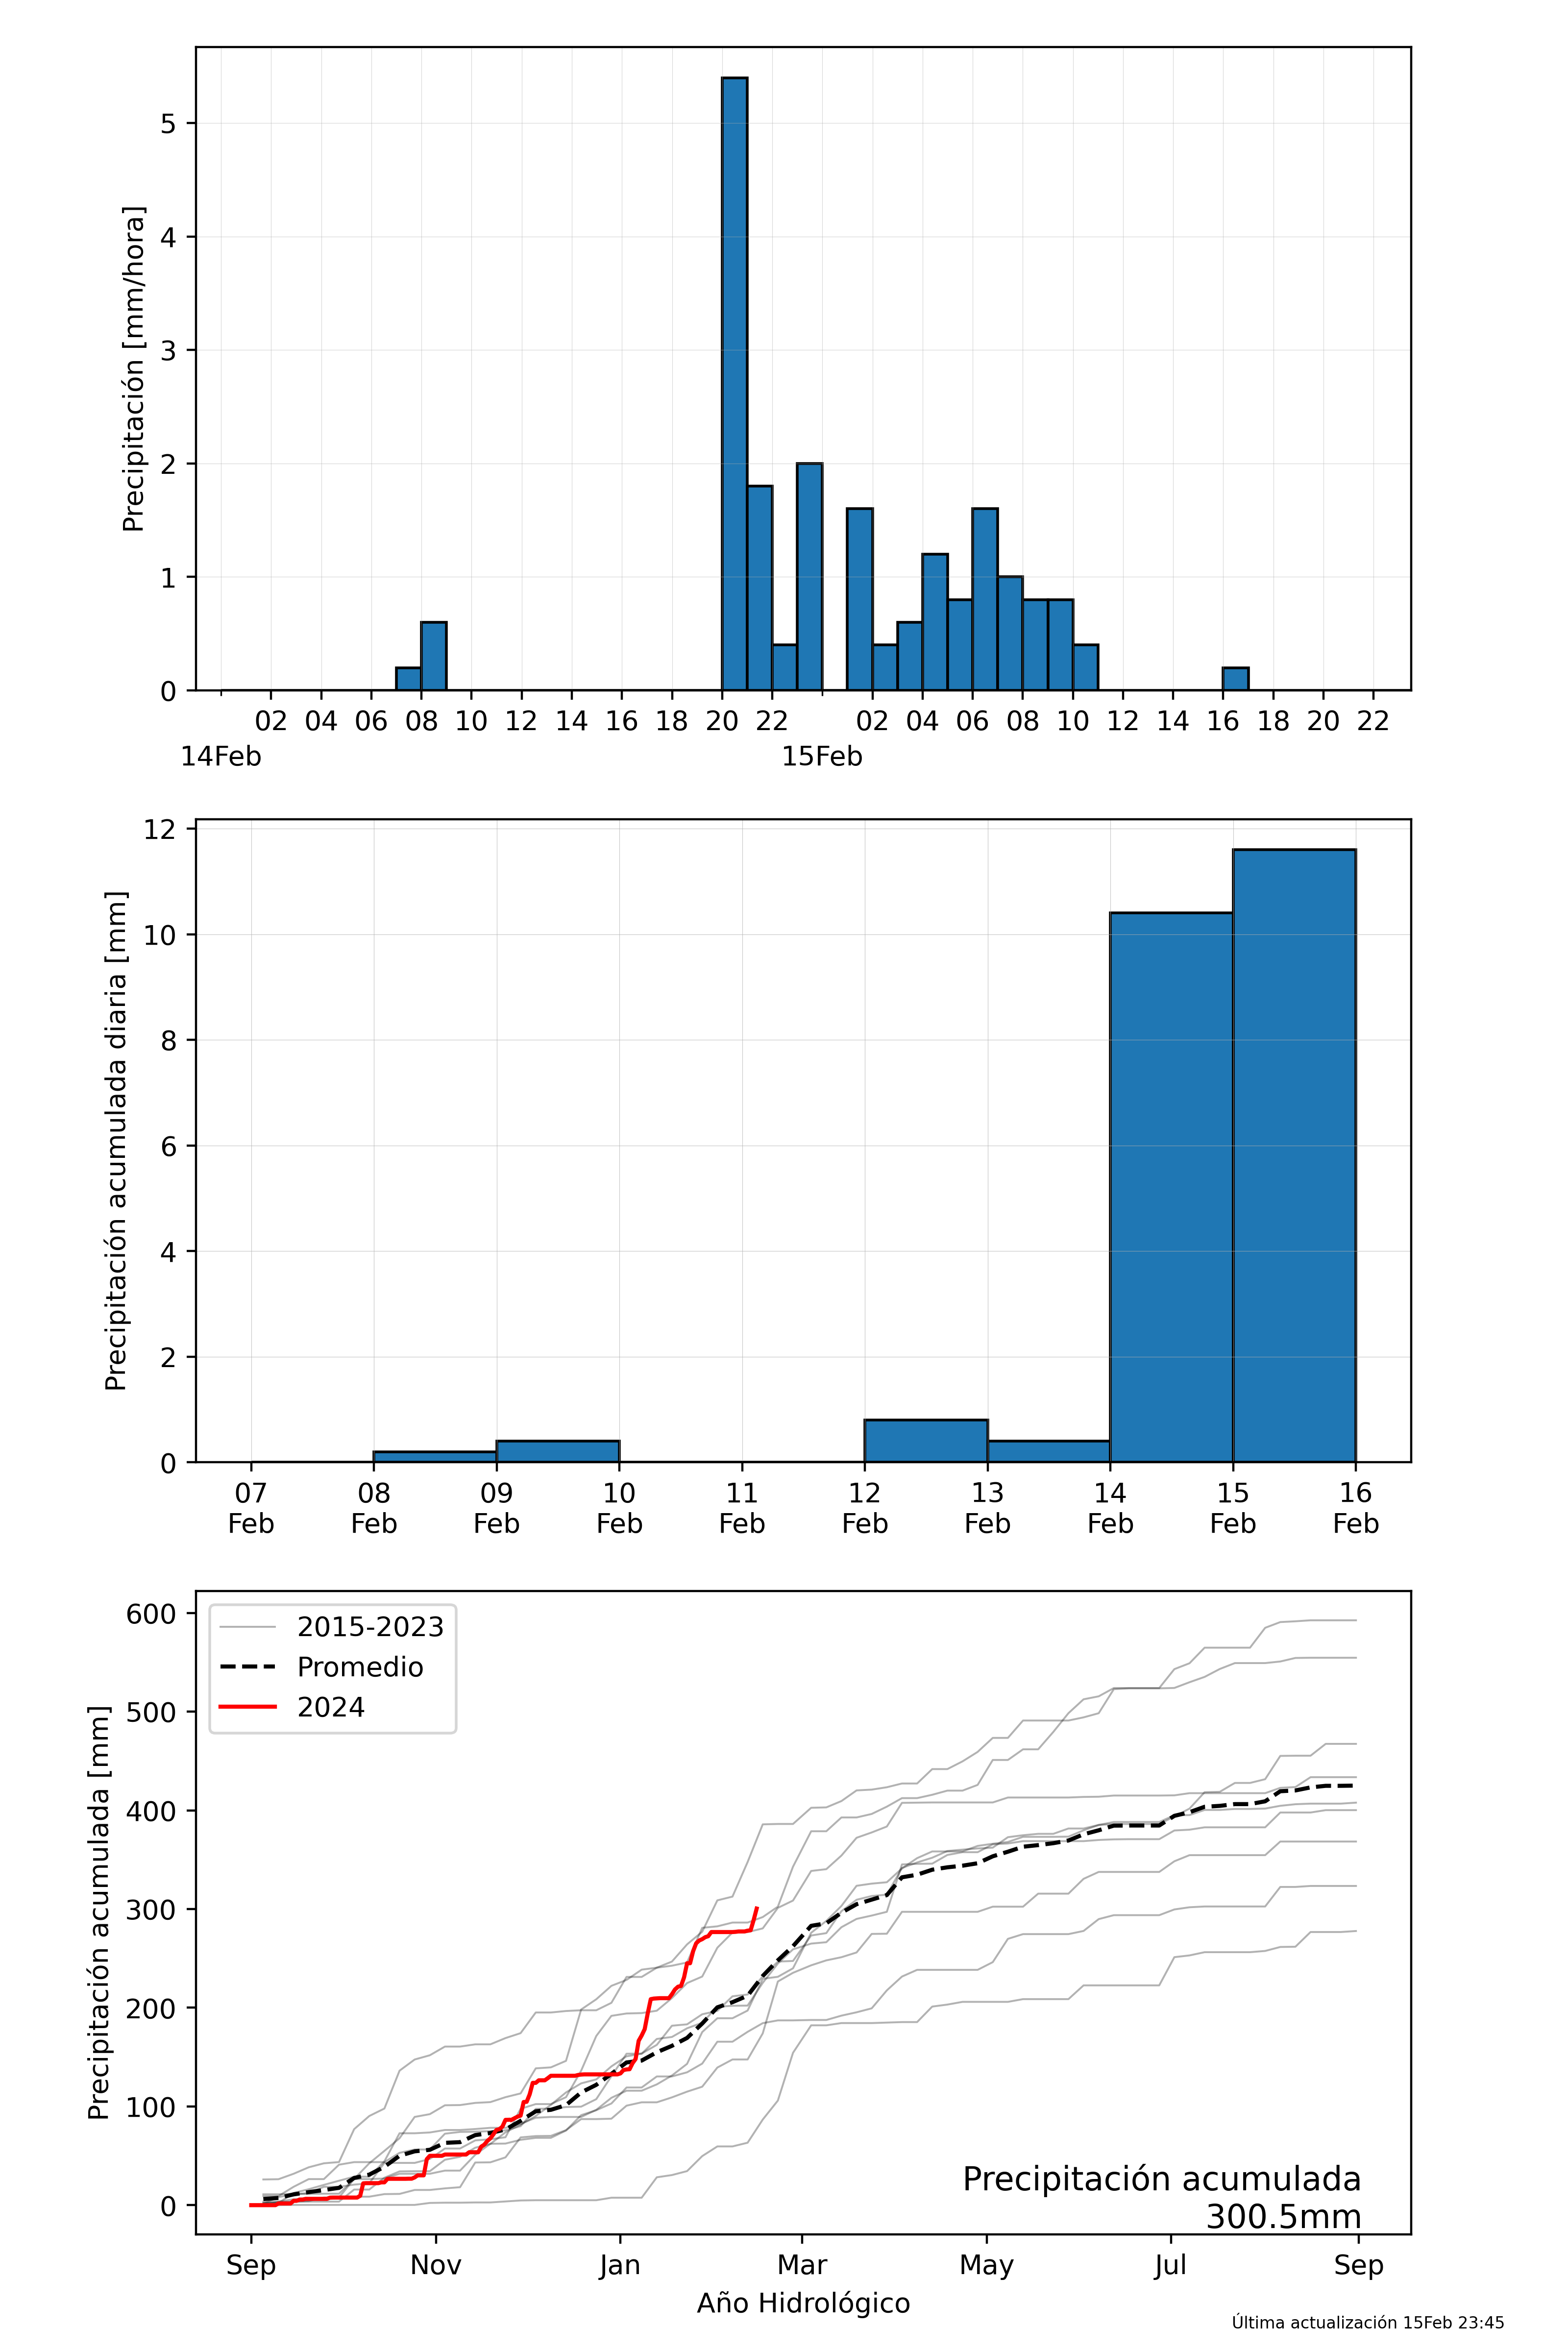 Precipitación [mm/hora]
5
4
3
2
1
0
02 04 06 08 10 12 14 16 18 20 22 02 04 06 08 10 12 14 16 18 20 22
14Feb 15Feb
Precipitación acumulada diaria [mm]
12
10
8
6
4
2
0
07 08 09 10 11 12 13 14 15 16
Feb Feb Feb Feb Feb Feb Feb Feb Feb Feb
Precipitación acumulada [mm]
600
500
400
300
200
100
0
2015-2023
Promedio
2024
Precipitación acumulada
300.5mm
Sep Nov Jan Mar May Jul Sep
Año Hidrológico
Última actualización 15Feb 23:45